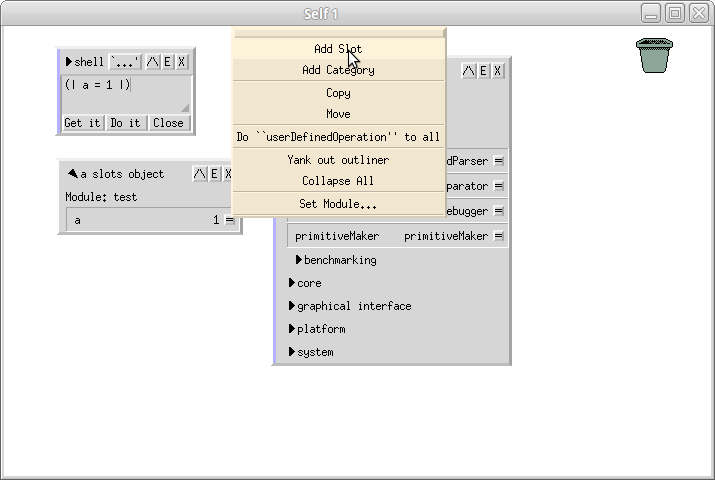 Self 1
▶shell `...' /\ E X
(| a = 1 |)
Get it Do it Close
a slots object /\ E X
Module: test
a 1 =
Add Slot
Add Category
Copy
Move
Do ``userDefinedOperation'' to all
Yank out outliner
Collapse All
Set Module...
/\ E X
dParser
parator
ebugger
primitiveMaker primitiveMaker
benchmarking
core
graphical interface
platform
system